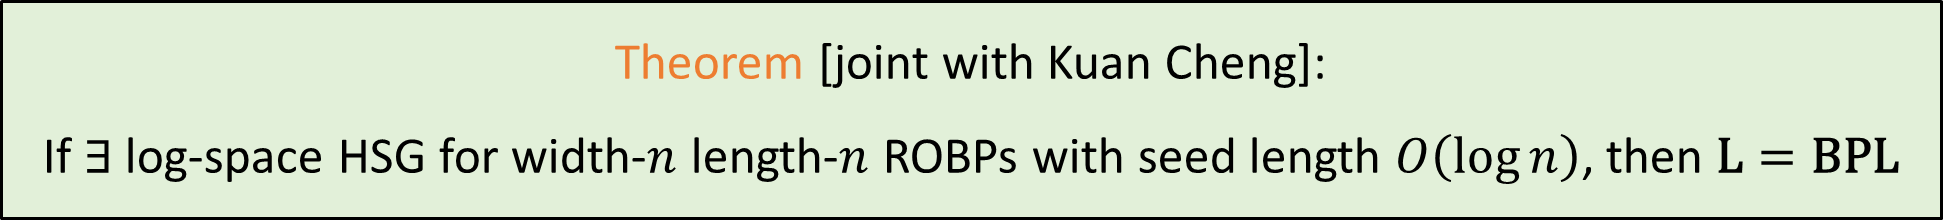 Theorem [joint with Kuan Cheng]:
If ∃ log-space HSG for width-𝑛 length-𝑛 ROBPs with seed length 𝑂(log 𝑛), then 𝐋 = 𝐁𝐏𝐋